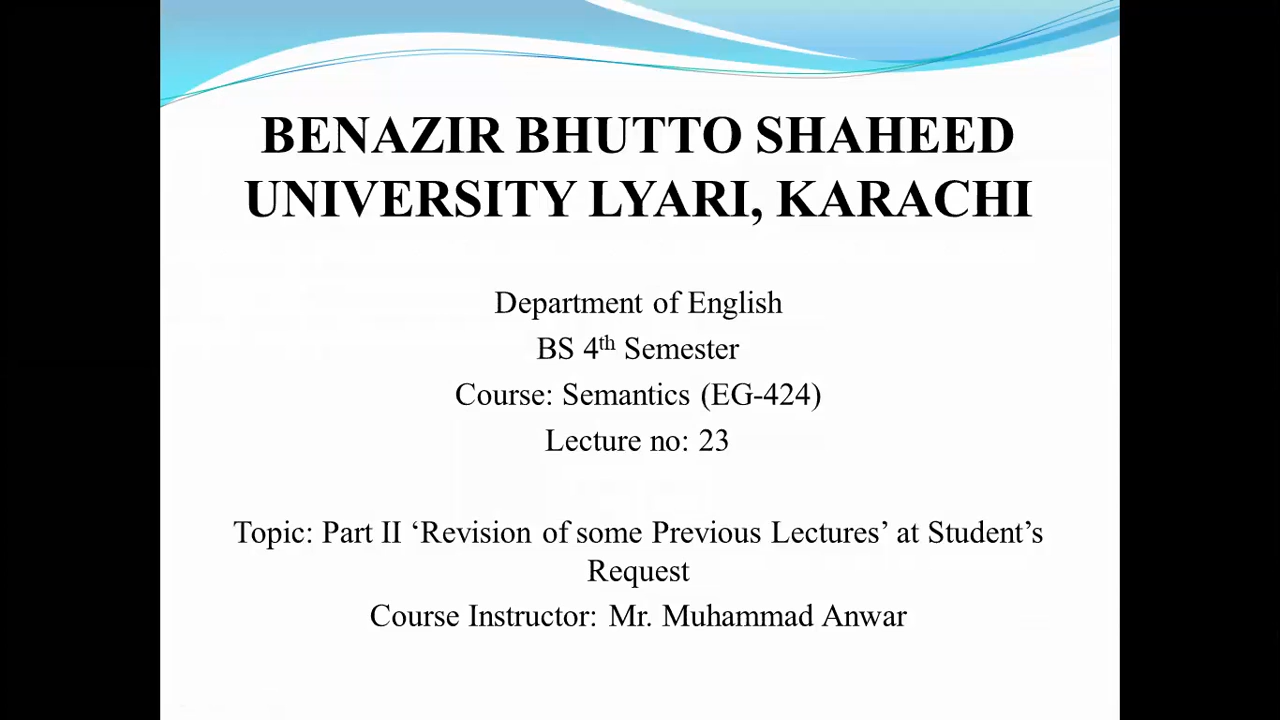 BENAZIR BHUTTO SHAHEED
UNIVERSITY LYARI, KARACHI
Department of English
BS 4th Semester
Course: Semantics (EG-424)
Lecture no: 23
Topic: Part II ‘Revision of some Previous Lectures’ at Student’s
Request
Course Instructor: Mr. Muhammad Anwar